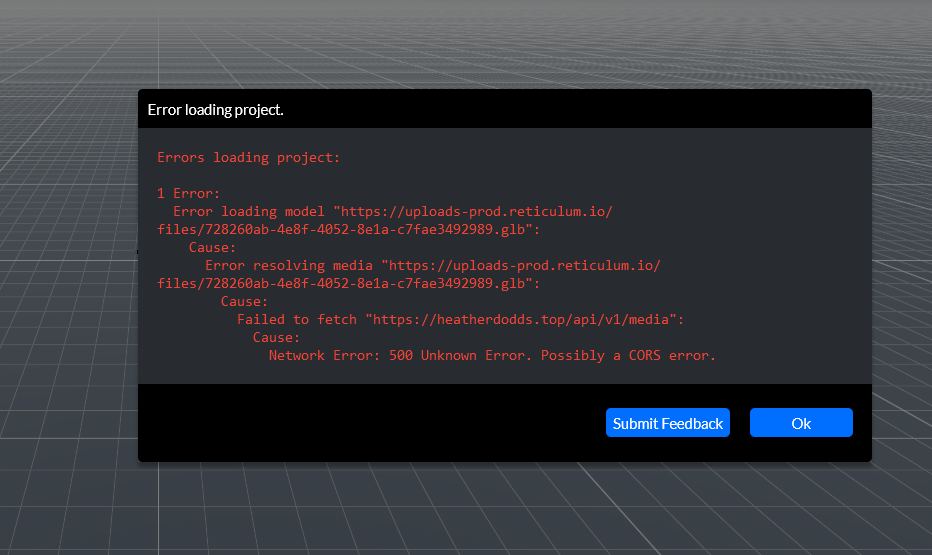 Error loading project.
Errors loading project:
1 Error:
Error loading model "https://uploads-prod.reticulum.io/
files/728260ab-4e8f-4052-8e1a-c7fae3492989.glb":
Cause:
Error resolving media "https://uploads-prod.reticulum.io/
files/728260ab-4e8f-4052-8e1a-c7fae3492989.glb":
Cause:
Failed to fetch "https://heatherdodds.top/api/v1/media":
Cause:
Network Error: 500 Unknown Error. Possibly a CORS error.
Submit Feedback
Ok